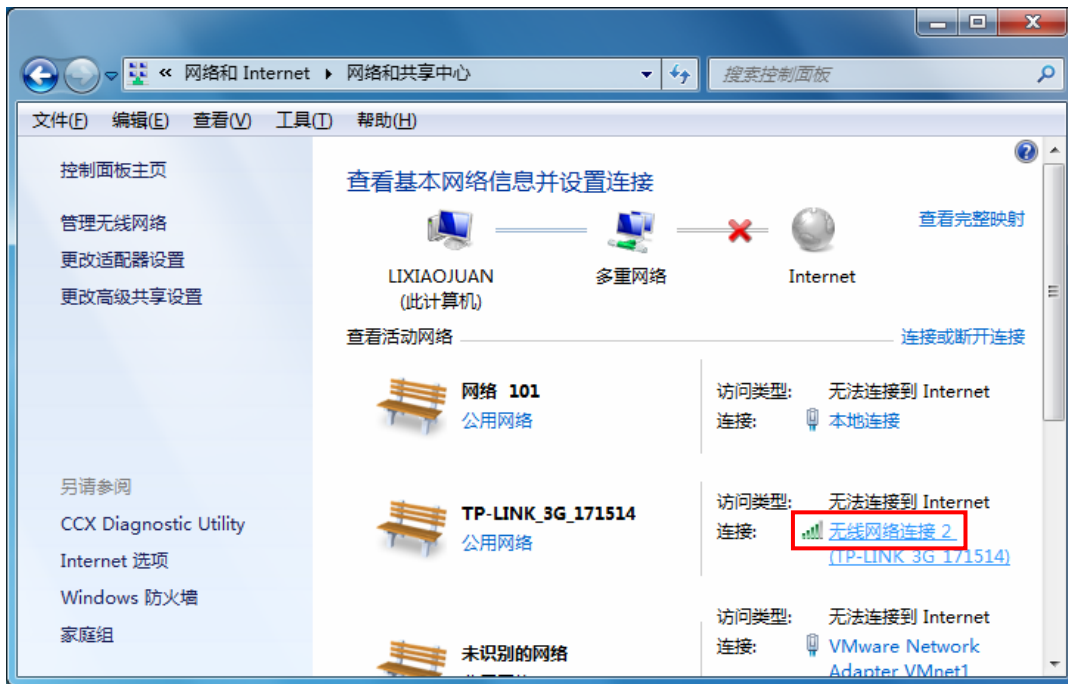 « 网络和 Internet ▸ 网络和共享中心
搜索控制面板
文件(F) 编辑(E) 查看(V) 工具(T) 帮助(H)
控制面板主页
管理无线网络
更改适配器设置
更改高级共享设置
另请参阅
CCX Diagnostic Utility
Internet 选项
Windows 防火墙
家庭组
查看基本网络信息并设置连接
查看完整映射
LIXIAOJUAN
(此计算机)
多重网络
Internet
查看活动网络
连接或断开连接
网络 101
公用网络
访问类型: 无法连接到 Internet
连接: 本地连接
TP-LINK_3G_171514
公用网络
访问类型: 无法连接到 Internet
连接: 无线网络连接 2
(TP-LINK_3G_171514)
未识别的网络
访问类型: 无法连接到 Internet
连接: VMware Network
Adapter VMnet1